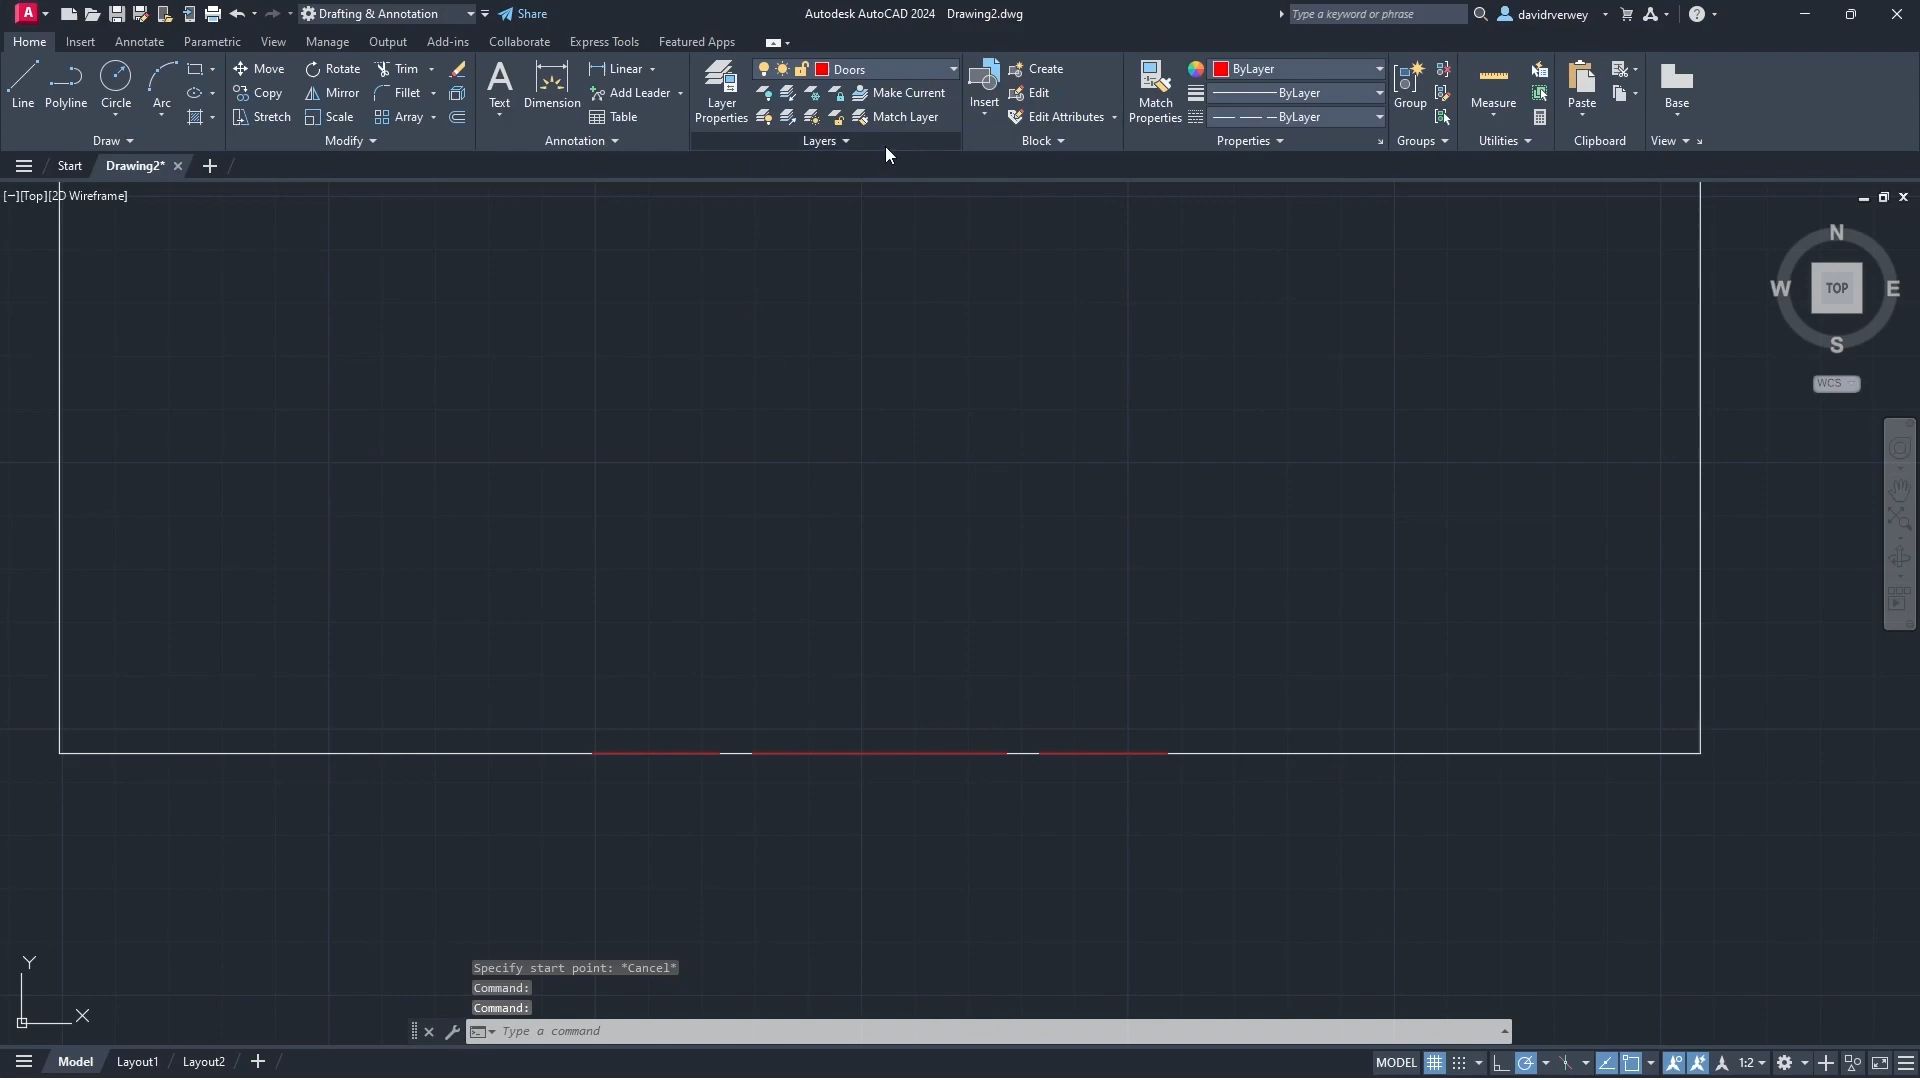 A Drafting & Annotation Share Autodesk AutoCAD 2024 Drawing2.dwg Type a keyword or phrase davidrverwey
Home Insert Annotate Parametric View Manage Output Add-ins Collaborate Express Tools Featured Apps
Line Polyline Circle Arc
Draw
Move Rotate Trim
Copy Mirror Fillet
Stretch Scale Array
Modify
Text Dimension
Linear
Add Leader
Table
Annotation
Layer Properties
Doors
Make Current
Match Layer
Layers
Insert
Create
Edit
Edit Attributes
Block
Match Properties
ByLayer
ByLayer
ByLayer
Properties
Group
Groups
Measure
Utilities
Paste
Clipboard
Base
View
Start Drawing2*
[−][Top][2D Wireframe]
N
W TOP E
S
WCS
Y
X
Specify start point: *Cancel*
Command:
Command:
Type a command
Model Layout1 Layout2 MODEL 1:2